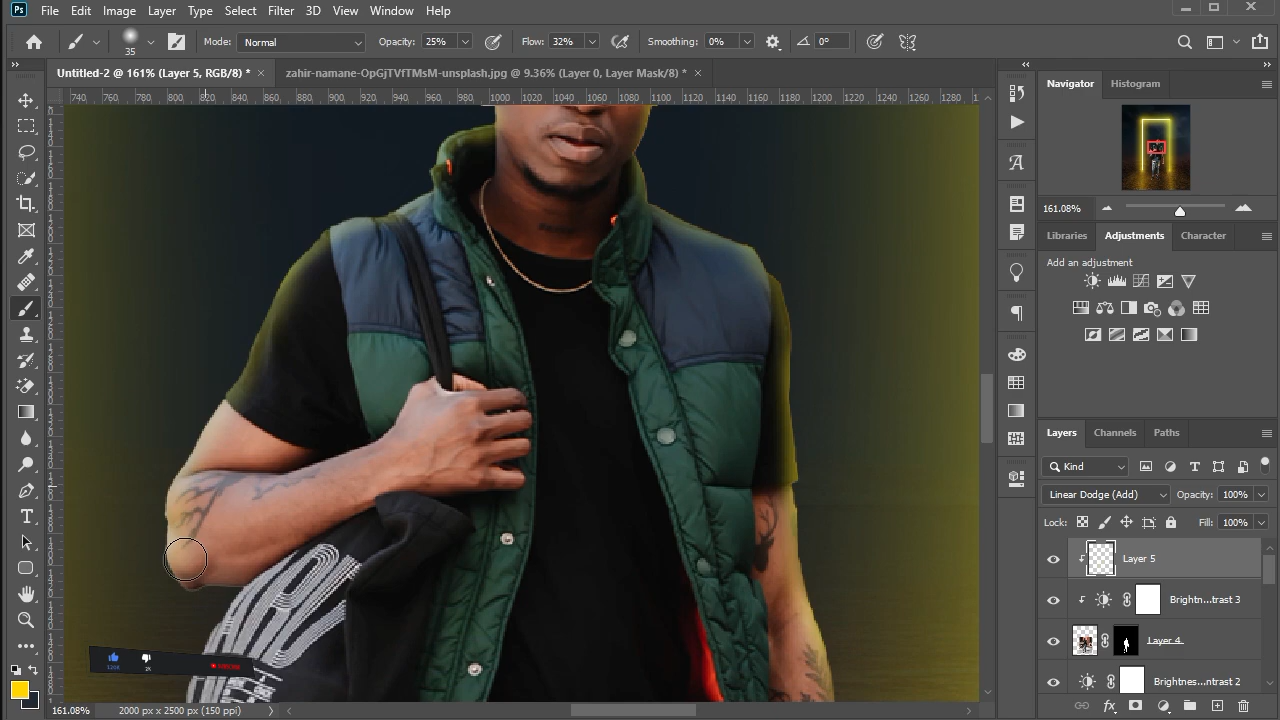 Ps File Edit Image Layer Type Select Filter 3D View Window Help
35 Mode: Normal Opacity: 25% Flow: 32% Smoothing: 0% 0°
Untitled-2 @ 161% (Layer 5, RGB/8) * × zahir-namane-OpGjTVfTMsM-unsplash.jpg @ 9.36% (Layer 0, Layer Mask/8) * ×
740 760 780 800 820 840 860 880 900 920 940 960 980 1000 1020 1040 1060 1080 1100 1120 1140 1160 1180 1200 1220 1240 1260 1280
Navigator Histogram
161.08%
Libraries Adjustments Character
Add an adjustment
Layers Channels Paths
Kind
Linear Dodge (Add) Opacity: 100%
Lock: Fill: 100%
Layer 5
Brightn...trast 3
Layer 4
Brightnes...ntrast 2
SUBSCRIBE
161.08% 2000 px x 2500 px (150 ppi)